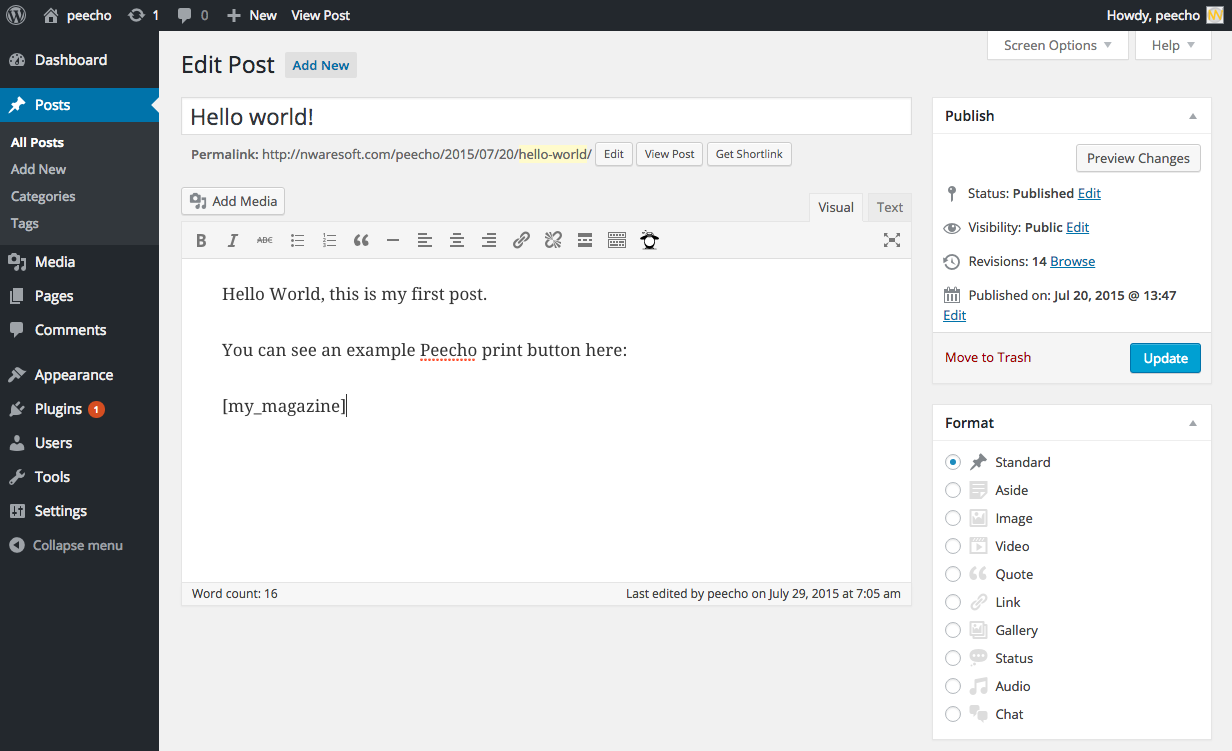 peecho 1 0 New View Post Howdy, peecho
Dashboard
Posts
All Posts
Add New
Categories
Tags
Media
Pages
Comments
Appearance
Plugins 1
Users
Tools
Settings
Collapse menu
Screen Options Help
Edit Post Add New
Hello world!
Permalink: http://nwaresoft.com/peecho/2015/07/20/hello-world/ Edit View Post Get Shortlink
Add Media
Visual Text
B I ABC
Hello World, this is my first post.
You can see an example Peecho print button here:
[my_magazine]
Word count: 16 Last edited by peecho on July 29, 2015 at 7:05 am
Publish
Preview Changes
Status: Published Edit
Visibility: Public Edit
Revisions: 14 Browse
Published on: Jul 20, 2015 @ 13:47
Edit
Move to Trash Update
Format
Standard
Aside
Image
Video
Quote
Link
Gallery
Status
Audio
Chat